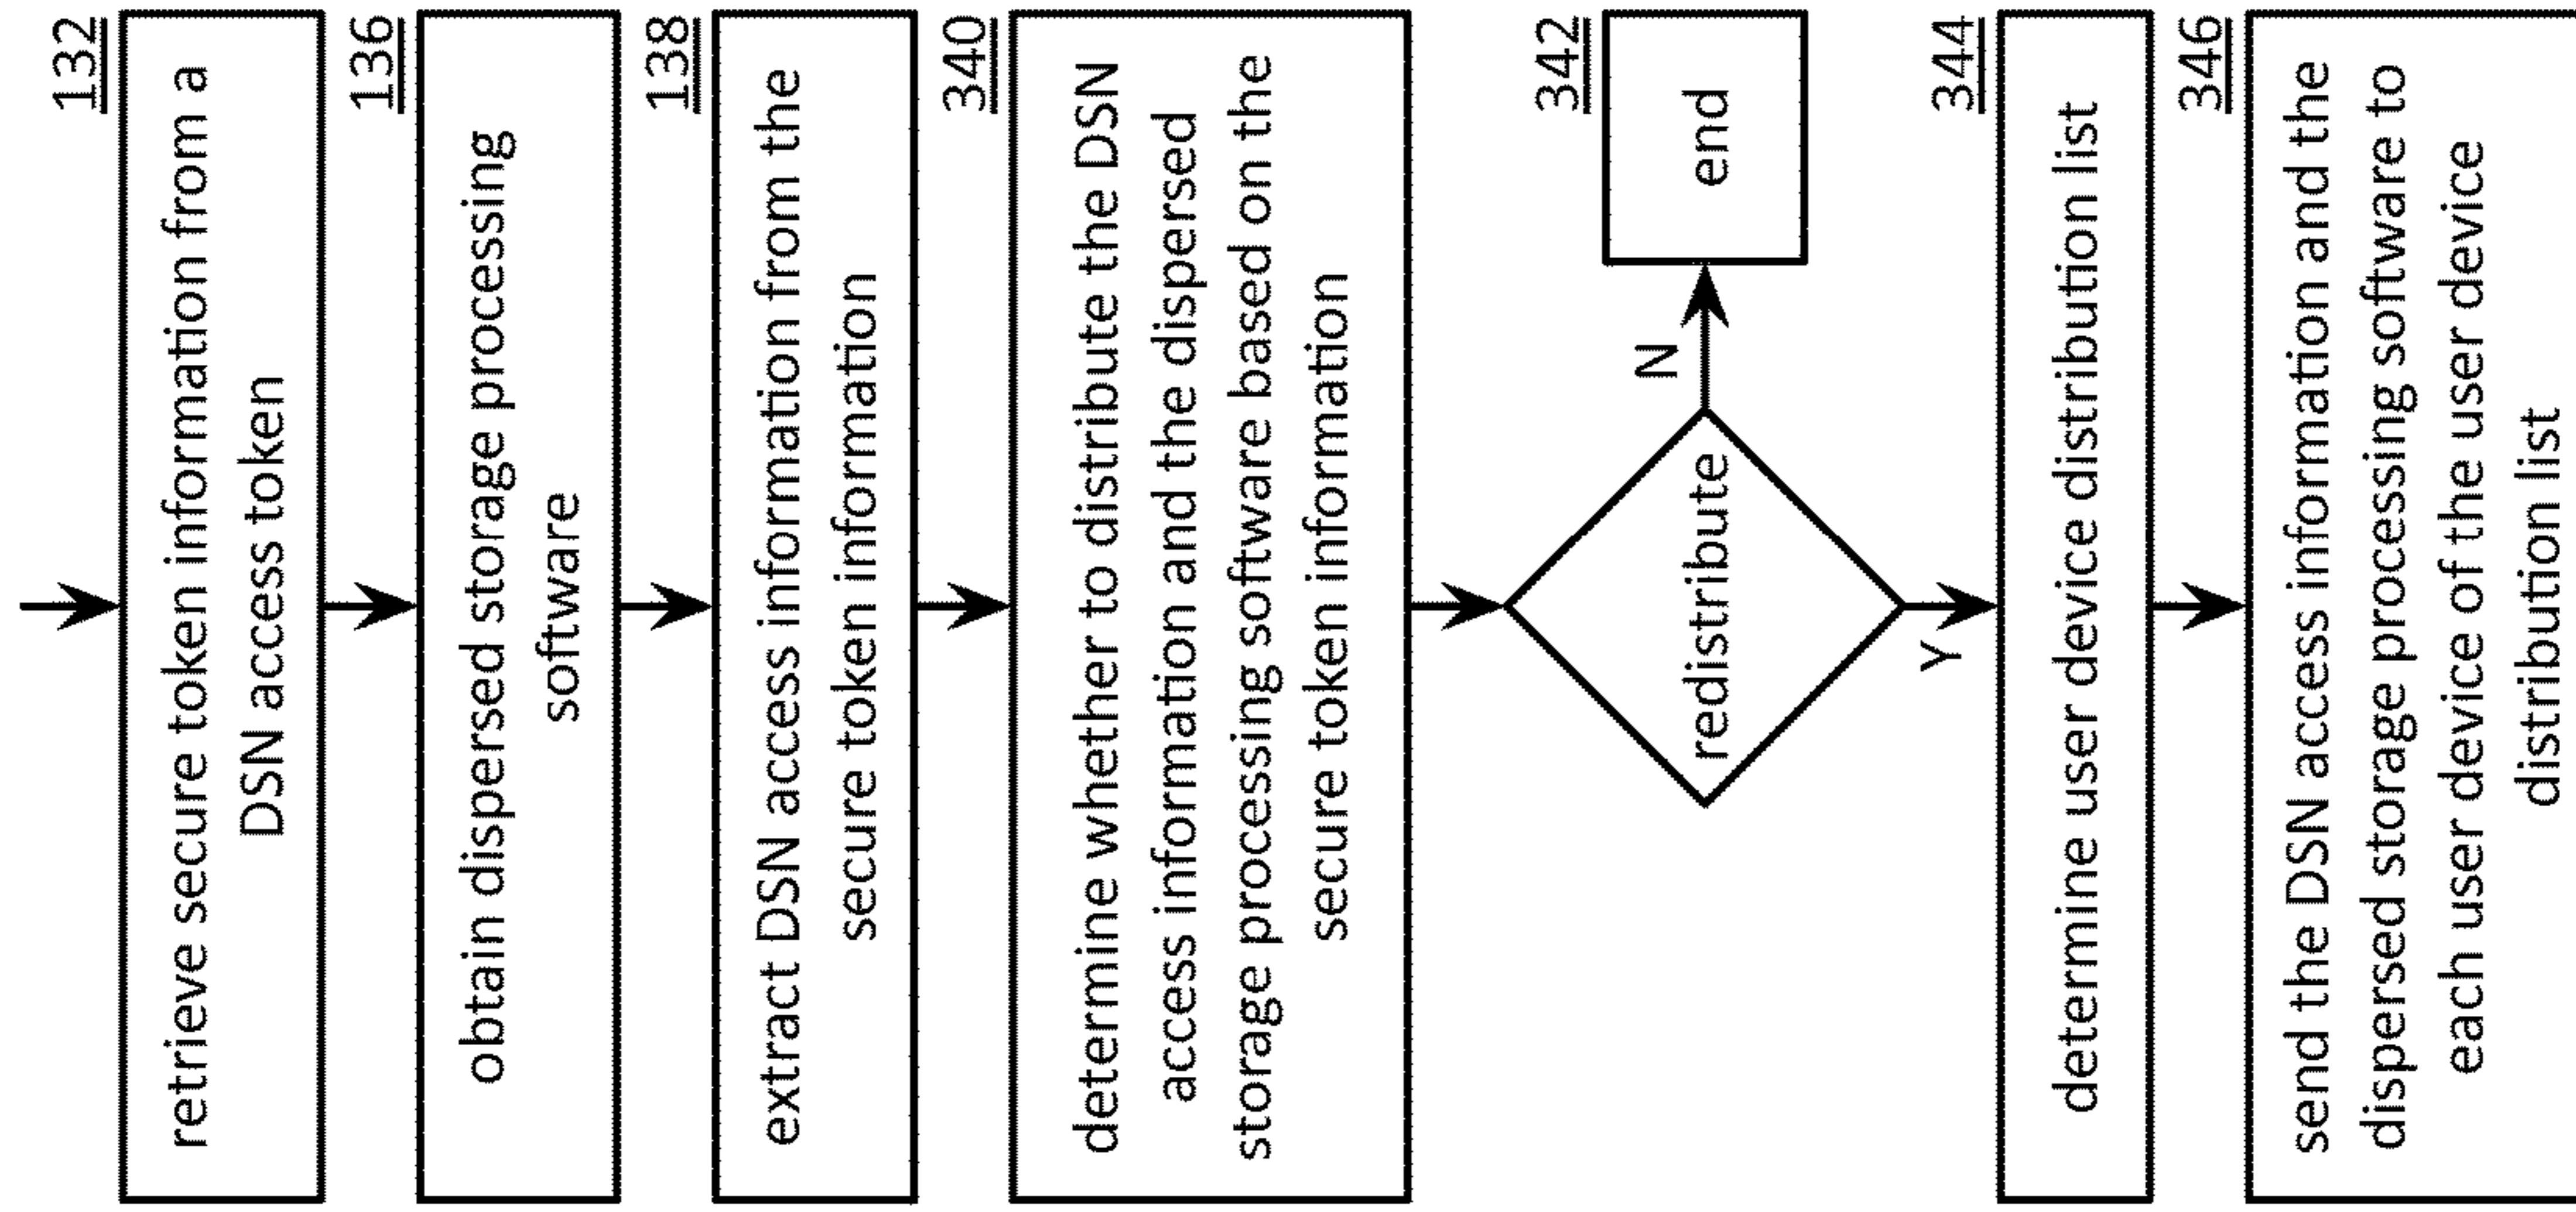 132
retrieve secure token information from a
DSN access token
136
obtain dispersed storage processing
software
138
extract DSN access information from the
secure token information
340
determine whether to distribute the DSN
access information and the dispersed
storage processing software based on the
secure token information
redistribute
N
342
end
Y
344
determine user device distribution list
346
send the DSN access information and the
dispersed storage processing software to
each user device of the user device
distribution list